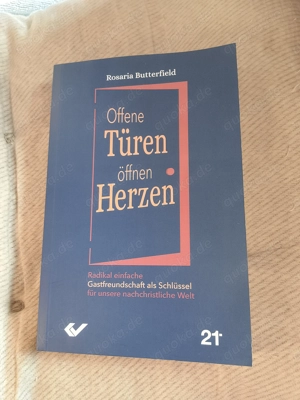 Rosaria Butterfield
Offene
Türen
öffnen
Herzen
Radikal einfache
Gastfreundschaft als Schlüssel
für unsere nachchristliche Welt
21